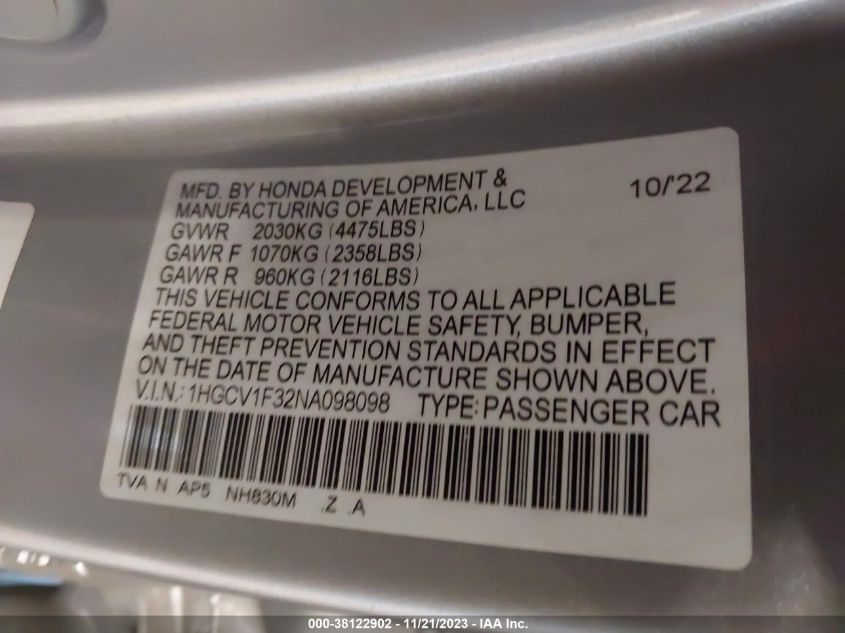 MFD. BY HONDA DEVELOPMENT & 10/'22
MANUFACTURING OF AMERICA, LLC
GVWR 2030KG (4475LBS)
GAWR F 1070KG (2358LBS)
GAWR R 960KG (2116LBS)
THIS VEHICLE CONFORMS TO ALL APPLICABLE
FEDERAL MOTOR VEHICLE SAFETY, BUMPER,
AND THEFT PREVENTION STANDARDS IN EFFECT
ON THE DATE OF MANUFACTURE SHOWN ABOVE.
V.I.N.: 1HGCV1F32NA098098 TYPE: PASSENGER CAR
TVA N AP5 NH830M .Z .A
000-38122902 - 11/21/2023 - IAA Inc.